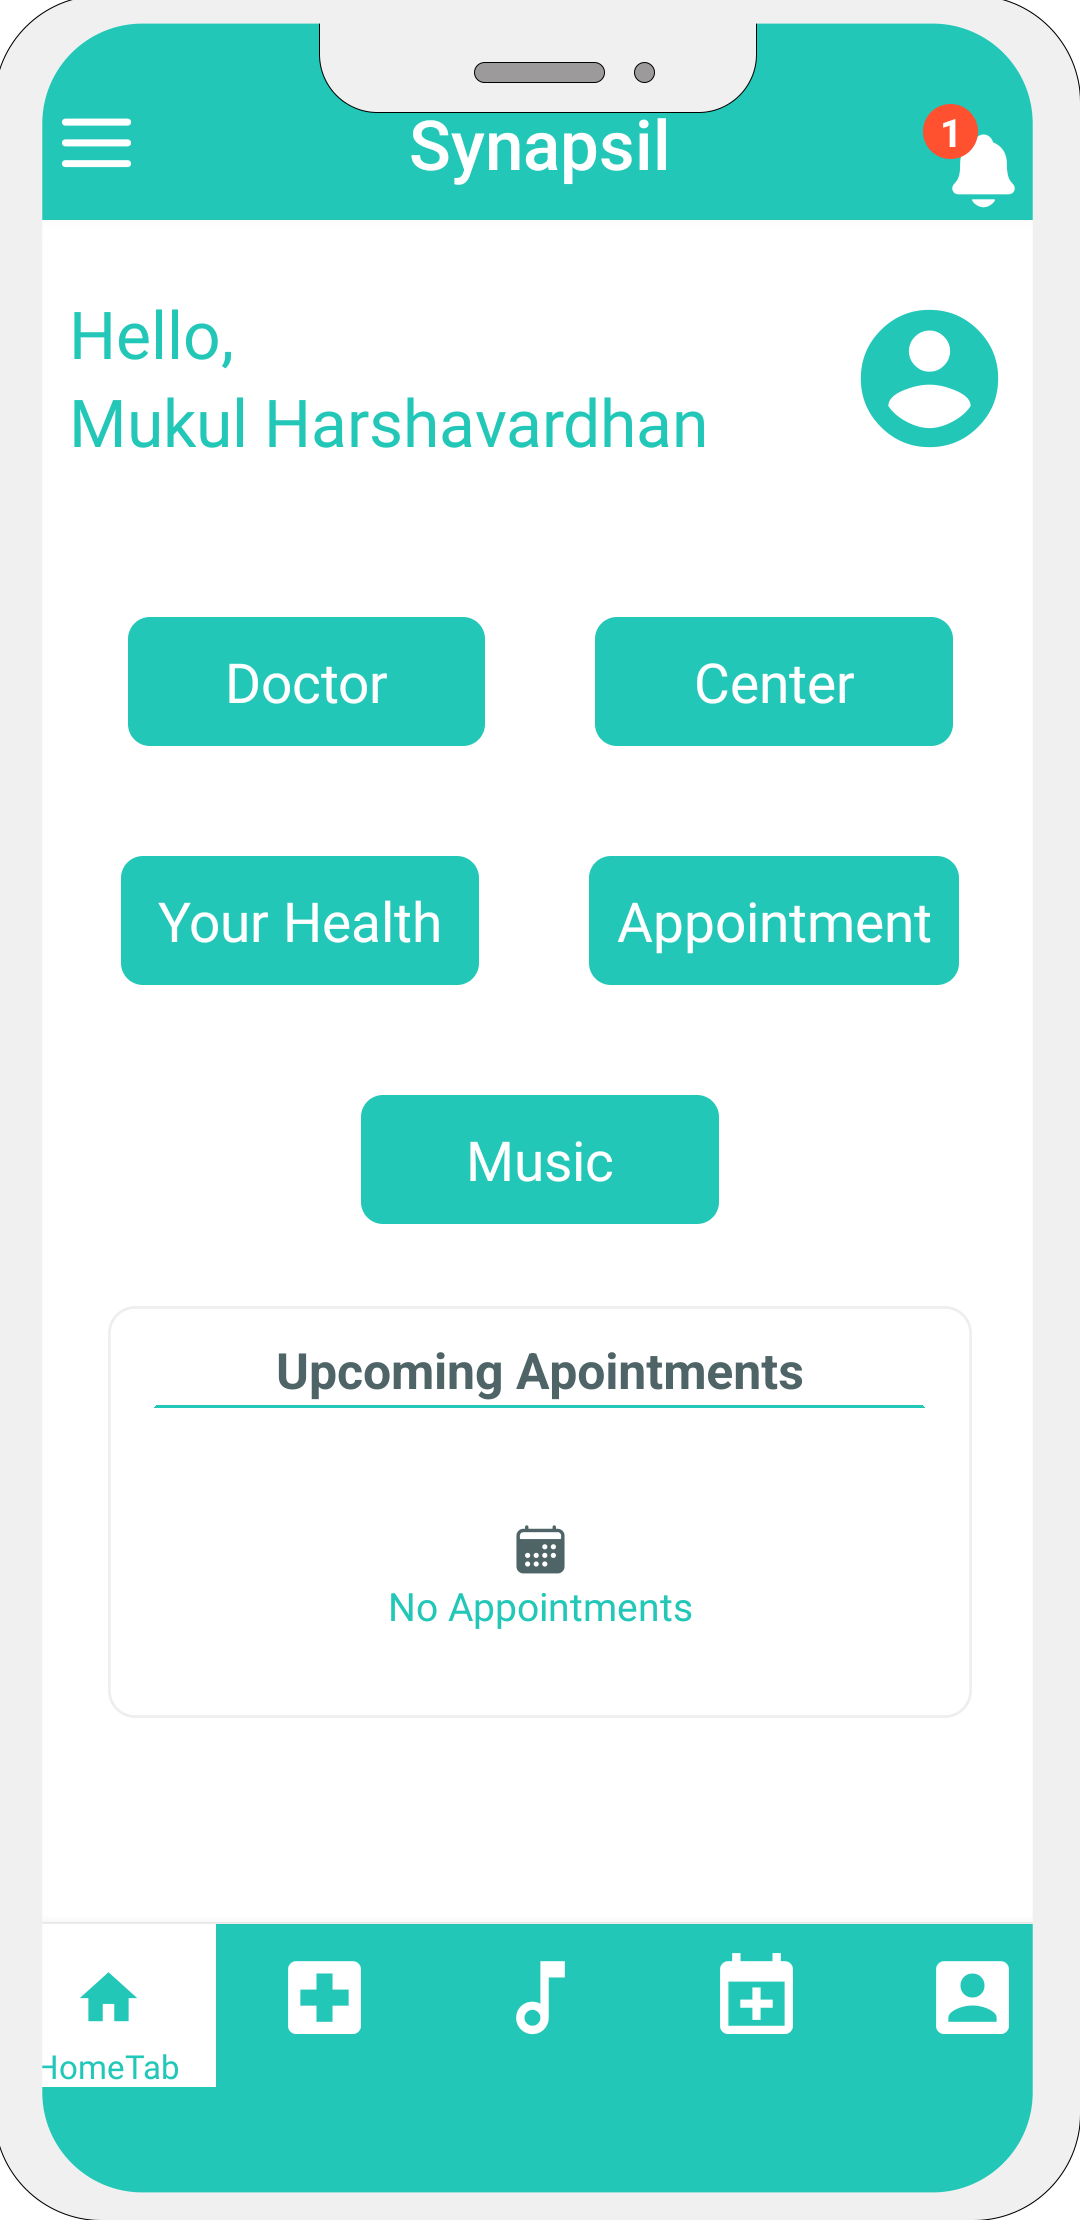 Synapsil
1
Hello,
Mukul Harshavardhan
Doctor
Center
Your Health
Appointment
Music
Upcoming Apointments
No Appointments
HomeTab